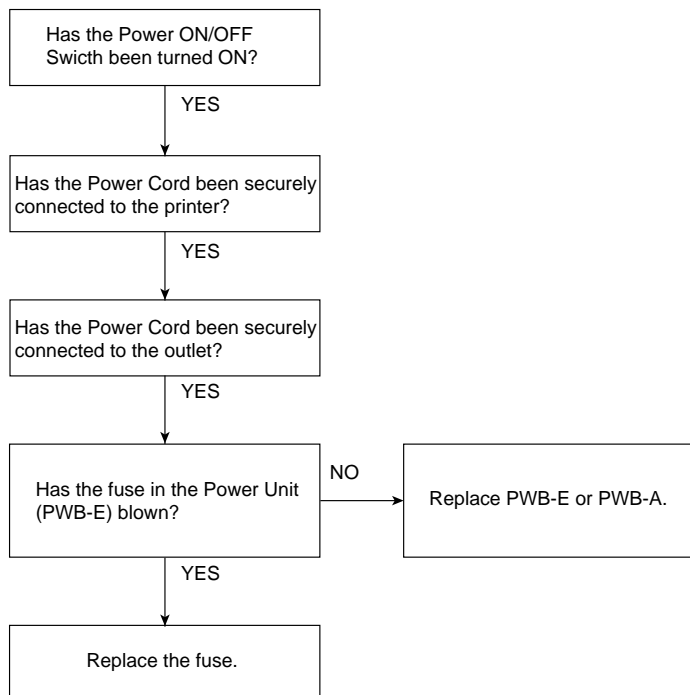 Has the Power ON/OFF
Swicth been turned ON?
YES
Has the Power Cord been securely
connected to the printer?
YES
Has the Power Cord been securely
connected to the outlet?
YES
Has the fuse in the Power Unit
(PWB-E) blown?
NO
Replace PWB-E or PWB-A.
YES
Replace the fuse.